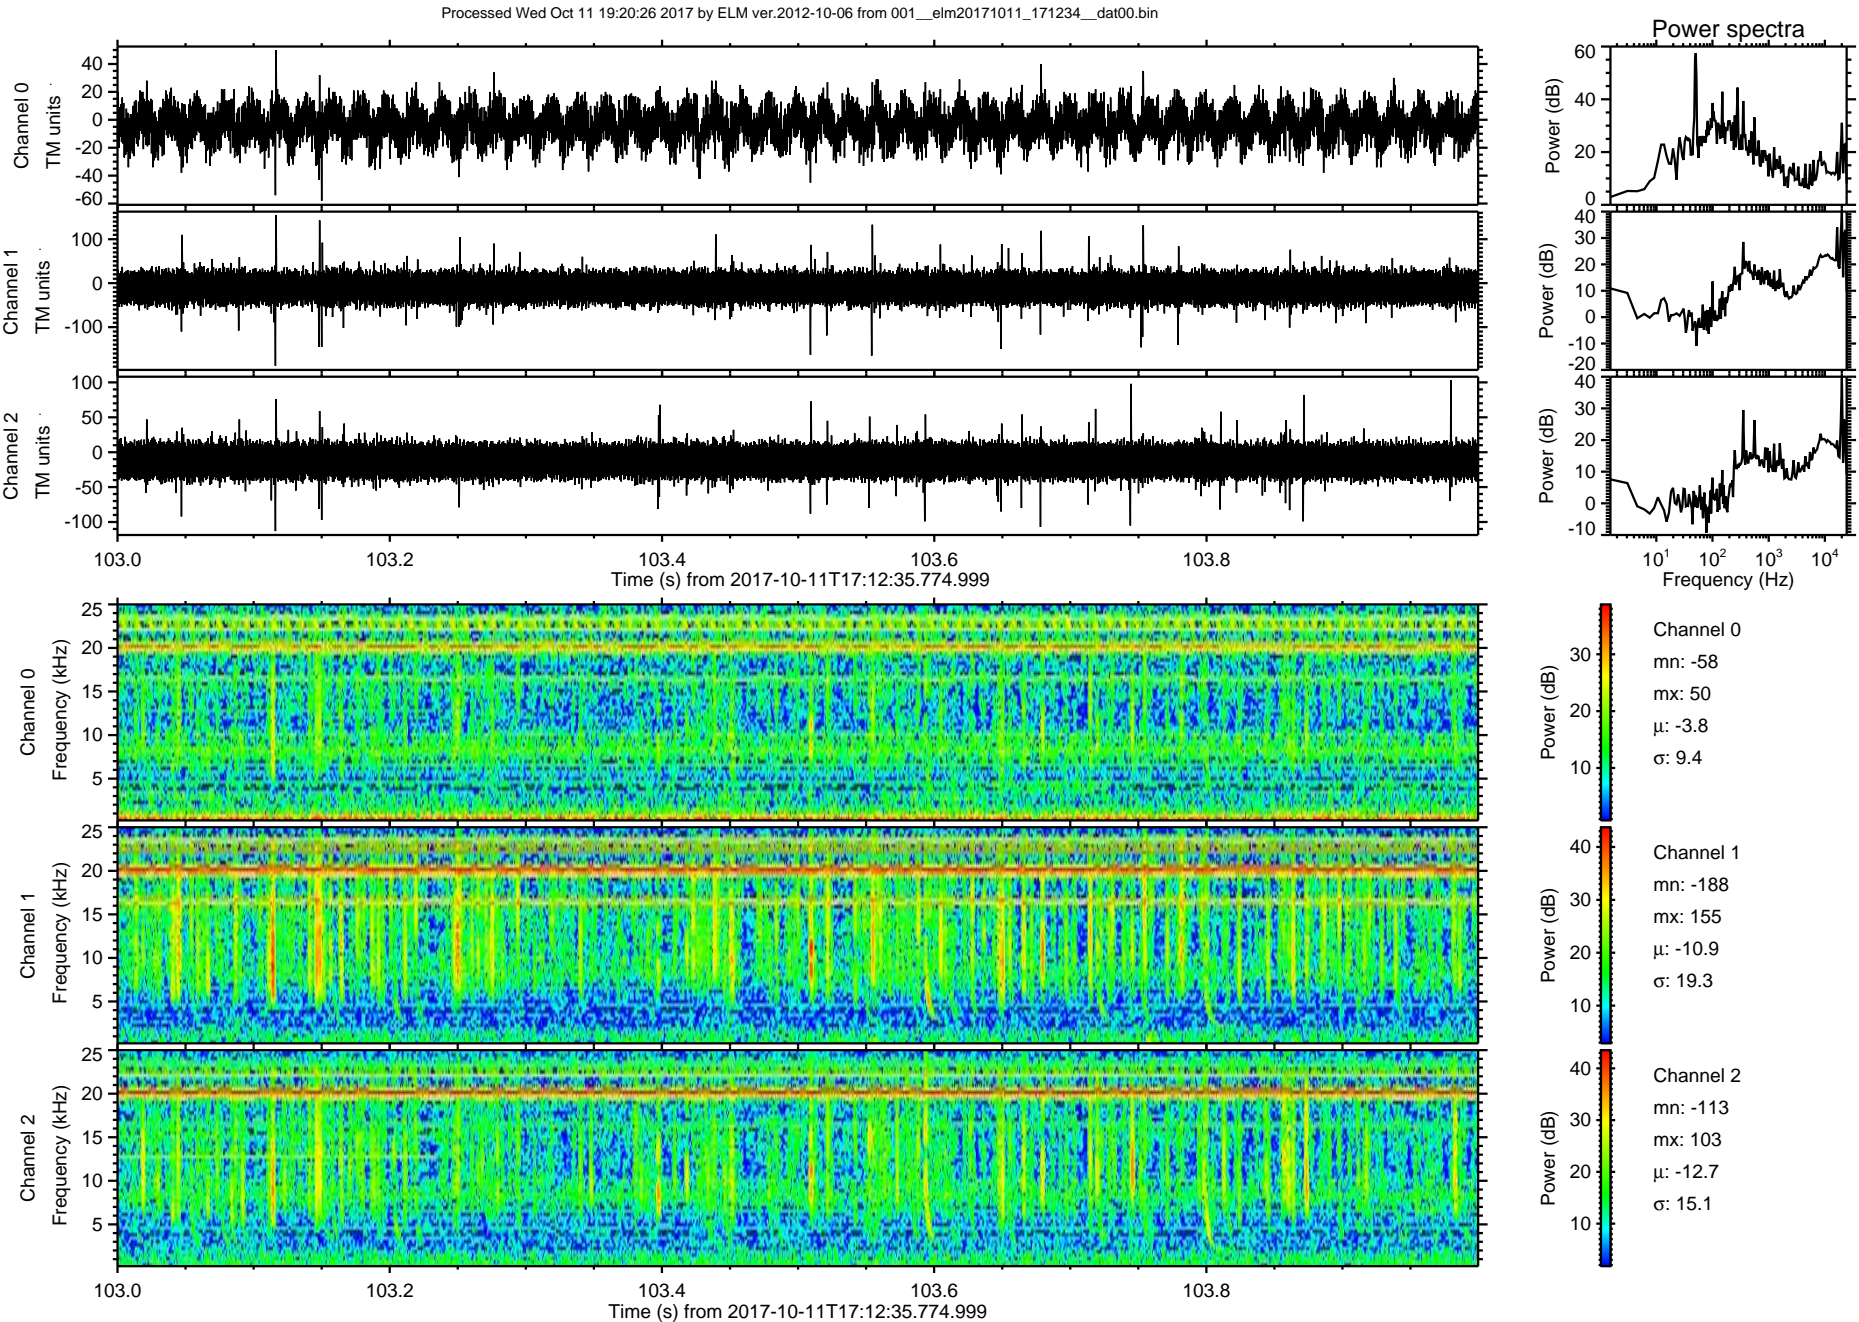 Processed Wed Oct 11 19:20:26 2017 by ELM ver.2012-10-06 from 001__elm20171011_171234__dat00.bin
Power spectra
Channel 0
TM units
40
20
0
-20
-40
-60
Power (dB)
60
40
20
0
Channel 1
TM units
100
0
-100
Power (dB)
40
30
20
10
0
-10
-20
Channel 2
TM units
100
50
0
-50
-100
Power (dB)
40
30
20
10
0
-10
103.0 103.2 103.4 103.6 103.8
Time (s) from 2017-10-11T17:12:35.774.999
10¹ 10² 10³ 10⁴
Frequency (Hz)
Channel 0
Frequency (kHz)
25
20
15
10
5
Power (dB)
30
20
10
Channel 0
mn: -58
mx: 50
µ: -3.8
σ: 9.4
Channel 1
Frequency (kHz)
25
20
15
10
5
Power (dB)
40
30
20
10
Channel 1
mn: -188
mx: 155
µ: -10.9
σ: 19.3
Channel 2
Frequency (kHz)
25
20
15
10
5
Power (dB)
40
30
20
10
Channel 2
mn: -113
mx: 103
µ: -12.7
σ: 15.1
103.0 103.2 103.4 103.6 103.8
Time (s) from 2017-10-11T17:12:35.774.999